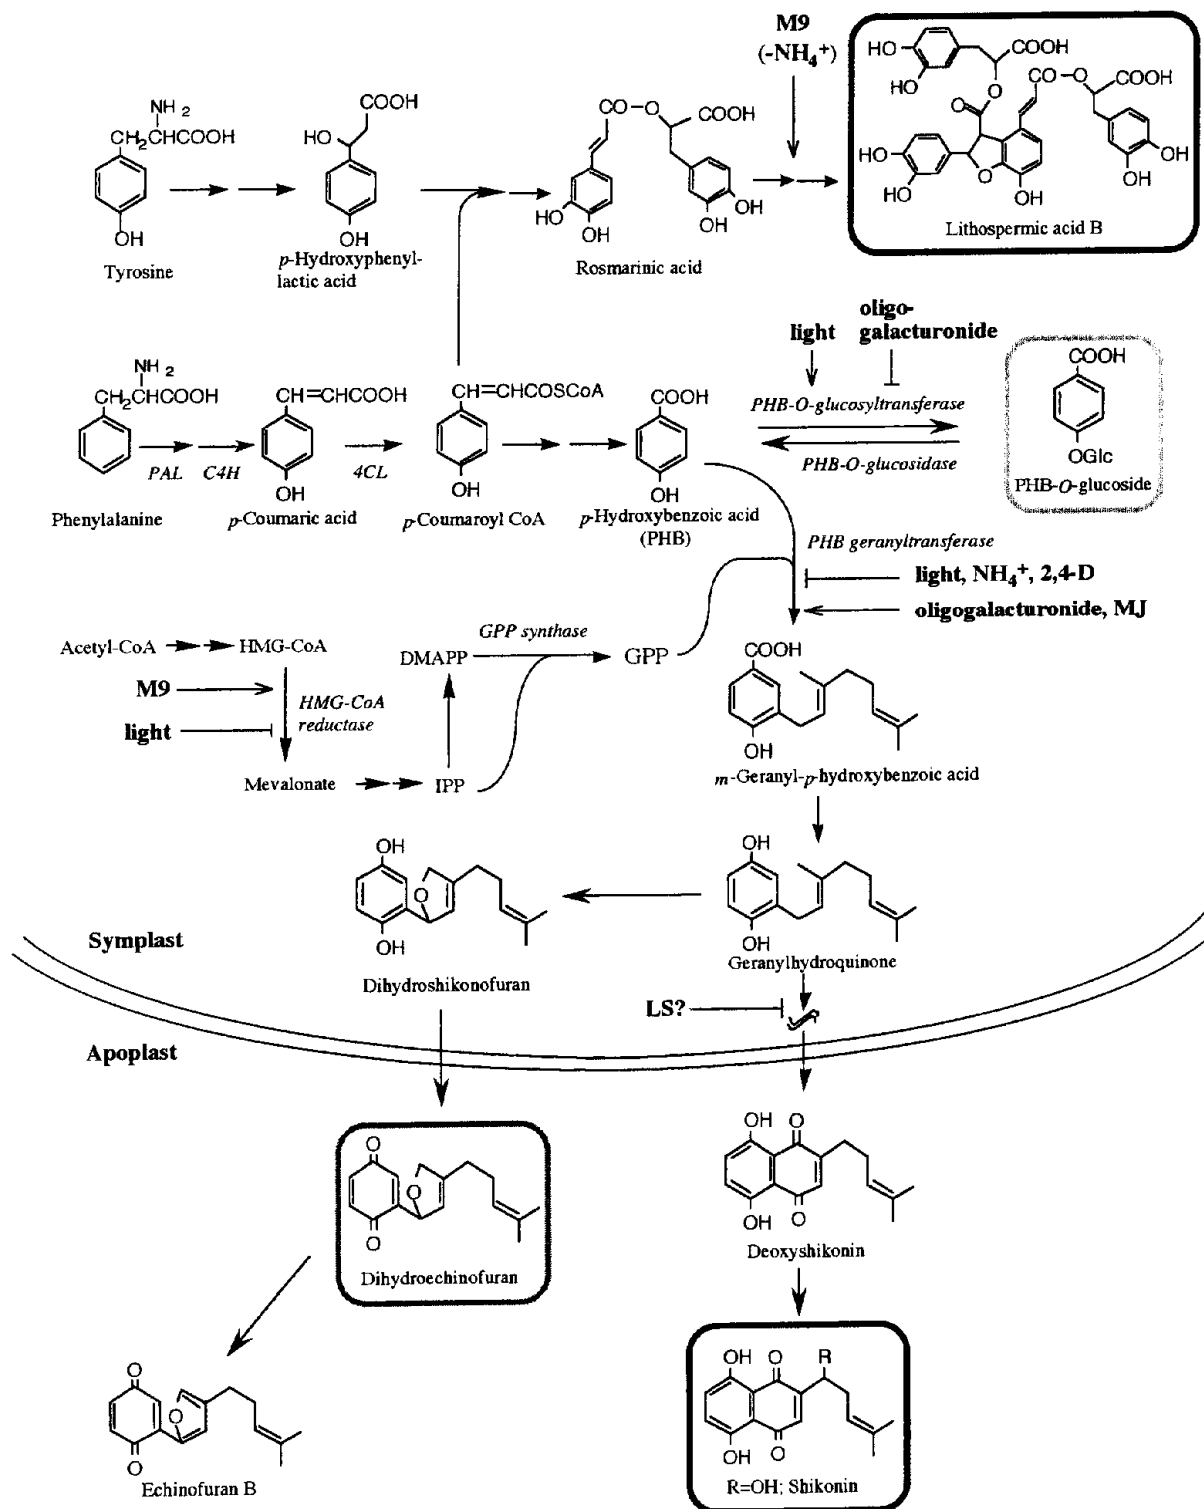 M9
(-NH₄⁺)
NH₂
CH₂CHCOOH
OH
Tyrosine
COOH
HO
OH
p-Hydroxyphenyl-
lactic acid
CO-O
COOH
HO
OH
HO
OH
Rosmarinic acid
HO
HO
COOH
O
O
CO-O
COOH
HO
HO
O
HO
HO
OH
Lithospermic acid B
light
oligo-
galacturonide
NH₂
CH₂CHCOOH
Phenylalanine
PAL
C4H
CH=CHCOOH
OH
p-Coumaric acid
4CL
CH=CHCOSCoA
OH
p-Coumaroyl CoA
COOH
OH
p-Hydroxybenzoic acid
(PHB)
PHB-O-glucosyltransferase
PHB-O-glucosidase
COOH
OGlc
PHB-O-glucoside
PHB geranyltransferase
light, NH₄⁺, 2,4-D
oligogalacturonide, MJ
Acetyl-CoA
HMG-CoA
M9
light
HMG-CoA
reductase
Mevalonate
IPP
DMAPP
GPP synthase
GPP
COOH
OH
m-Geranyl-p-hydroxybenzoic acid
OH
OH
Geranylhydroquinone
OH
O
OH
Dihydroshikonofuran
Symplast
LS?
Apoplast
O
O
O
Dihydroechinofuran
OH
O
OH
O
Deoxyshikonin
O
O
O
Echinofuran B
OH
O
R
OH
O
R=OH; Shikonin